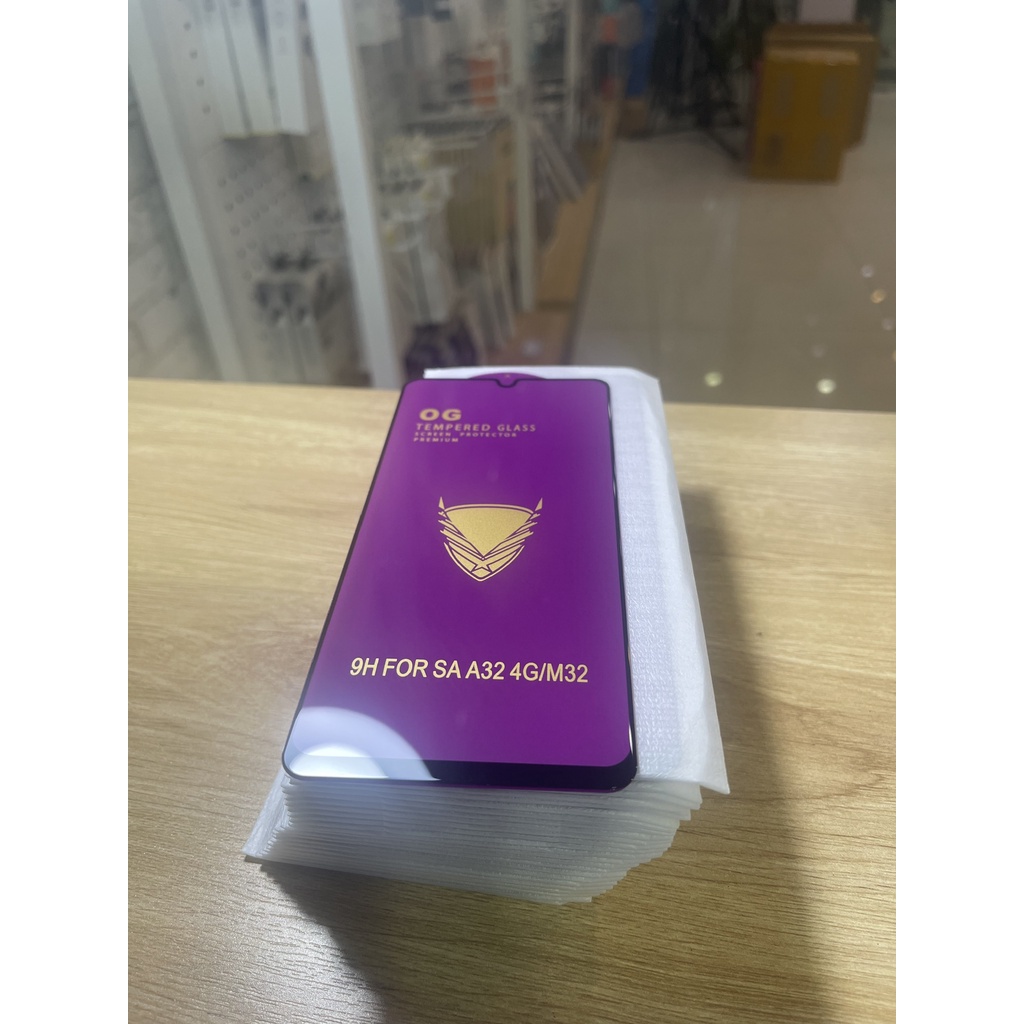 OG
TEMPERED GLASS
SCREEN PROTECTOR
PREMIUM
9H FOR SA A32 4G/M32